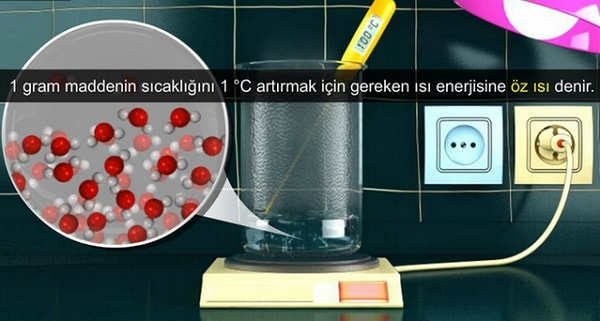 100 °C
1 gram maddenin sıcaklığını 1 °C artırmak için gereken ısı enerjisine öz ısı denir.